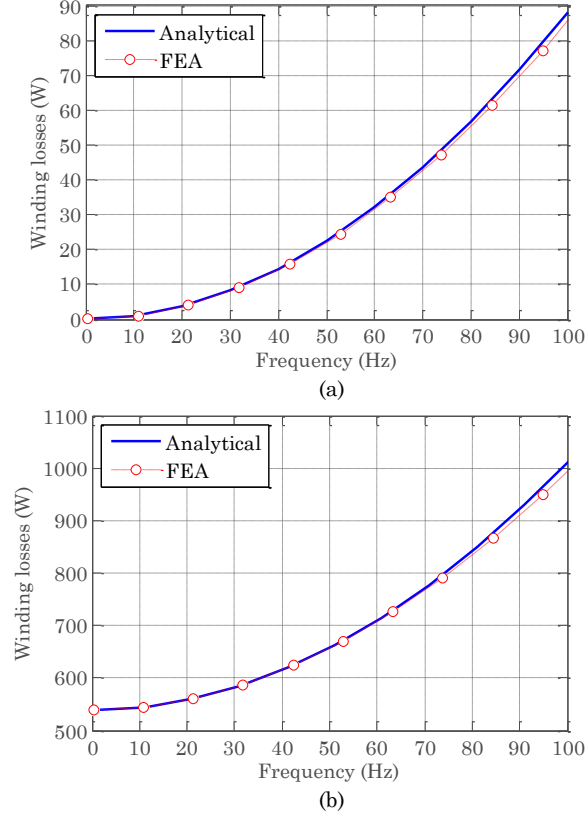 90
80
70
60
50
40
30
20
10
0
Winding losses (W)
Analytical
FEA
0 10 20 30 40 50 60 70 80 90 100
Frequency (Hz)
(a)
1100
1000
900
800
700
600
500
Winding losses (W)
Analytical
FEA
0 10 20 30 40 50 60 70 80 90 100
Frequency (Hz)
(b)